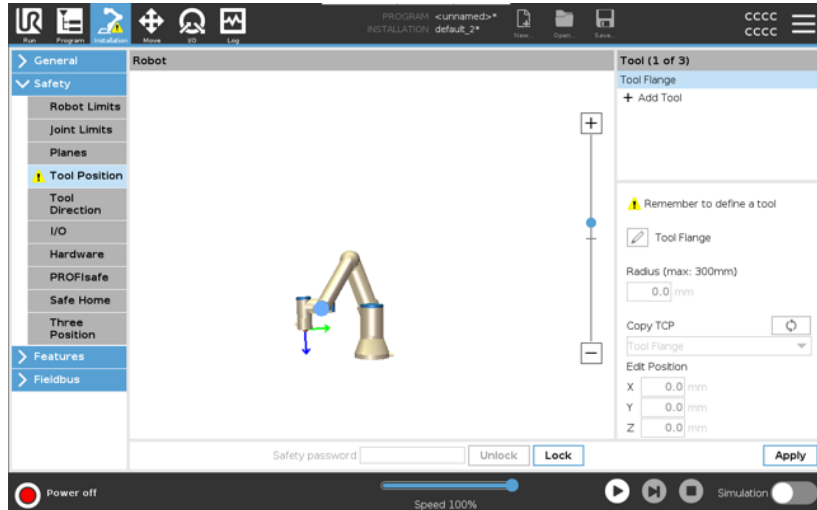 UR
Run
Program
Installation
Move
I/O
Log
PROGRAM <unnamed>*
INSTALLATION default_2*
New...
Open...
Save...
cccc
cccc
General
Safety
Robot Limits
Joint Limits
Planes
Tool Position
Tool
Direction
I/O
Hardware
PROFIsafe
Safe Home
Three
Position
Features
Fieldbus
Robot
+
−
Safety password
Unlock
Lock
Tool (1 of 3)
Tool Flange
+ Add Tool
Remember to define a tool
Tool Flange
Radius (max: 300mm)
0.0 mm
Copy TCP
Tool Flange
Edit Position
X 0.0 mm
Y 0.0 mm
Z 0.0 mm
Apply
Power off
Speed 100%
Simulation